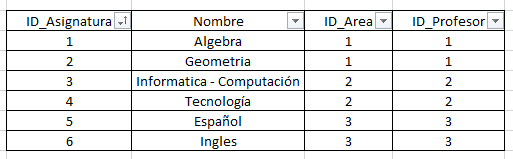 ID_Asignatura Nombre ID_Area ID_Profesor
1 Algebra 1 1
2 Geometria 1 1
3 Informatica - Computación 2 2
4 Tecnología 2 2
5 Español 3 3
6 Ingles 3 3